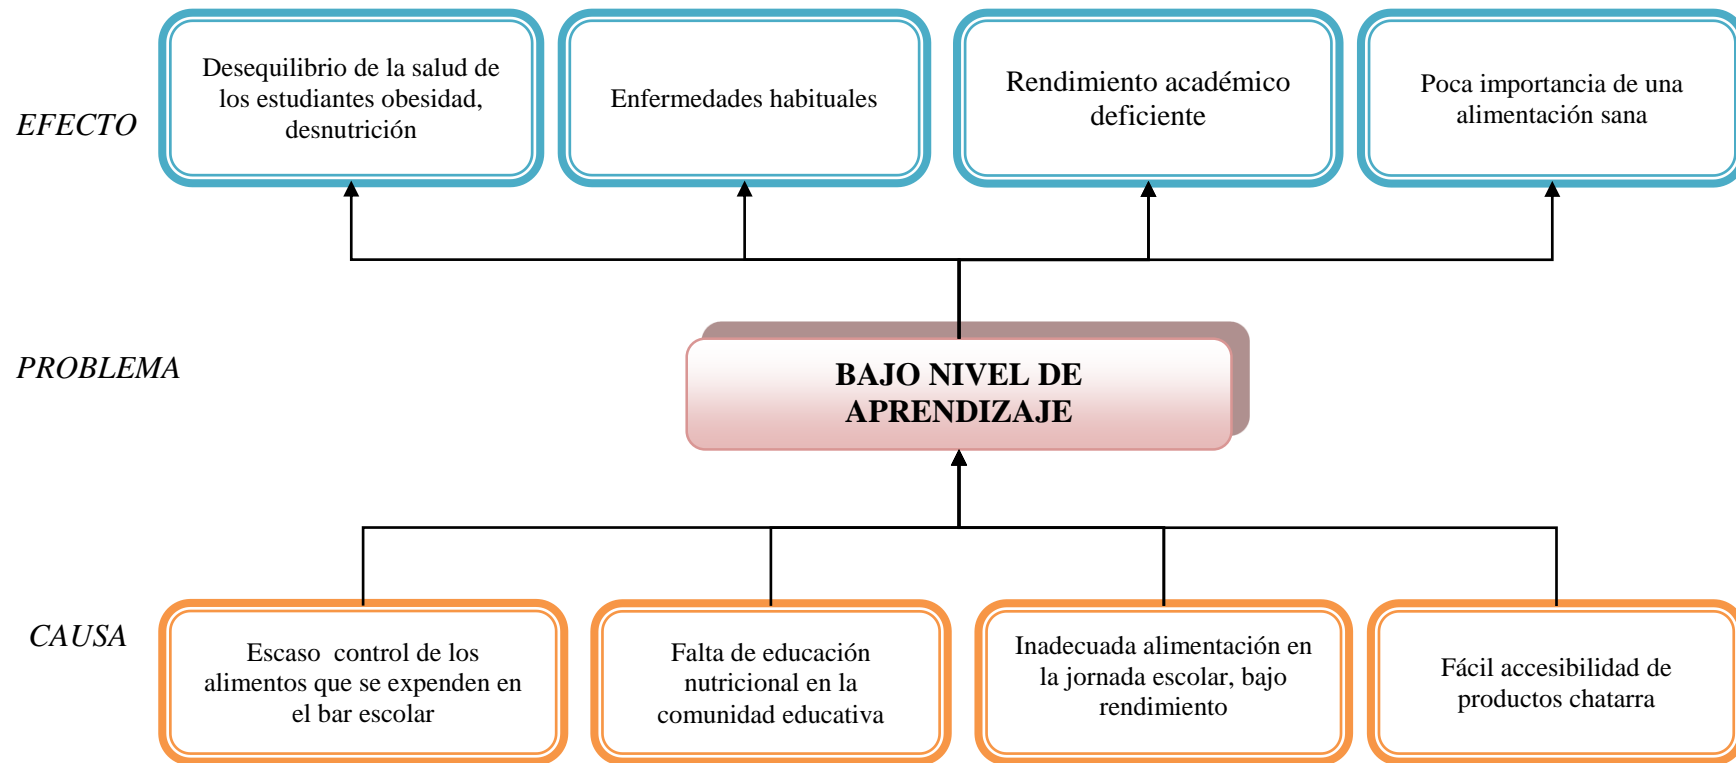 EFECTO
Desequilibrio de la salud de
los estudiantes obesidad,
desnutrición
Enfermedades habituales
Rendimiento académico
deficiente
Poca importancia de una
alimentación sana
PROBLEMA
BAJO NIVEL DE
APRENDIZAJE
CAUSA
Escaso  control de los
alimentos que se expenden en
el bar escolar
Falta de educación
nutricional en la
comunidad educativa
Inadecuada alimentación en
la jornada escolar, bajo
rendimiento
Fácil accesibilidad de
productos chatarra